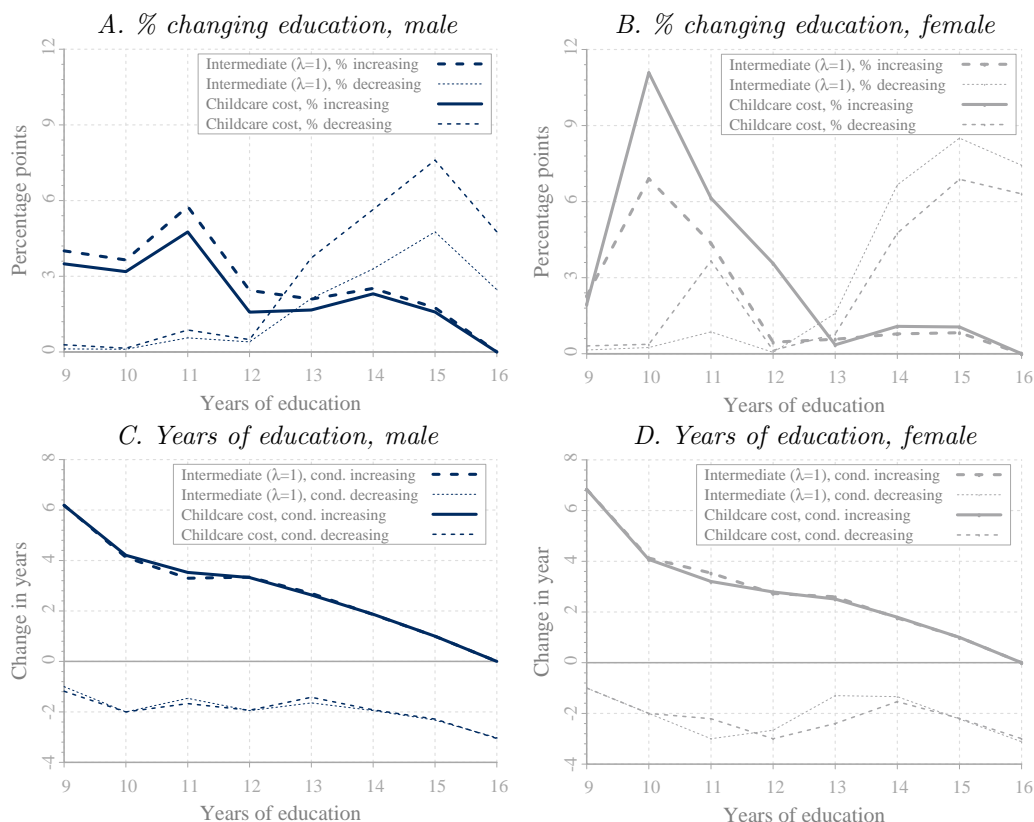 A. % changing education, male
12
9
6
3
0
Percentage points
Intermediate (λ=1), % increasing
Intermediate (λ=1), % decreasing
Childcare cost, % increasing
Childcare cost, % decreasing
9 10 11 12 13 14 15 16
Years of education
B. % changing education, female
12
9
6
3
0
Percentage points
Intermediate (λ=1), % increasing
Intermediate (λ=1), % decreasing
Childcare cost, % increasing
Childcare cost, % decreasing
9 10 11 12 13 14 15 16
Years of education
C. Years of education, male
8
6
4
2
0
-2
-4
Change in years
Intermediate (λ=1), cond. increasing
Intermediate (λ=1), cond. decreasing
Childcare cost, cond. increasing
Childcare cost, cond. decreasing
9 10 11 12 13 14 15 16
Years of education
D. Years of education, female
8
6
4
2
0
-2
-4
Change in year
Intermediate (λ=1), cond. increasing
Intermediate (λ=1), cond. decreasing
Childcare cost, cond. increasing
Childcare cost, cond. decreasing
9 10 11 12 13 14 15 16
Years of education